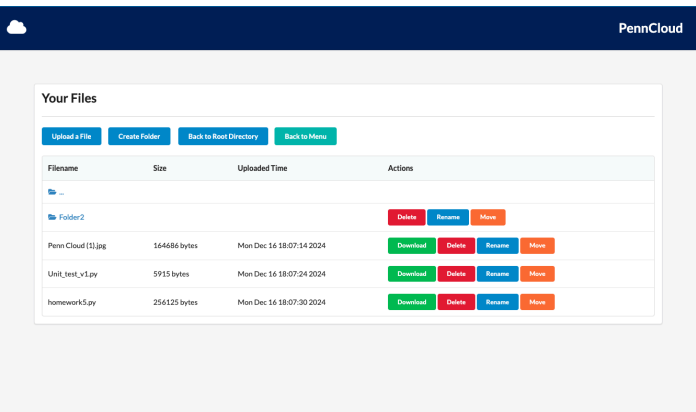 PennCloud
Your Files
Upload a File Create Folder Back to Root Directory Back to Menu
Filename Size Uploaded Time Actions
...
Folder2 Delete Rename Move
Penn Cloud (1).jpg 164686 bytes Mon Dec 16 18:07:14 2024 Download Delete Rename Move
Unit_test_v1.py 5915 bytes Mon Dec 16 18:07:24 2024 Download Delete Rename Move
homework5.py 256125 bytes Mon Dec 16 18:07:30 2024 Download Delete Rename Move